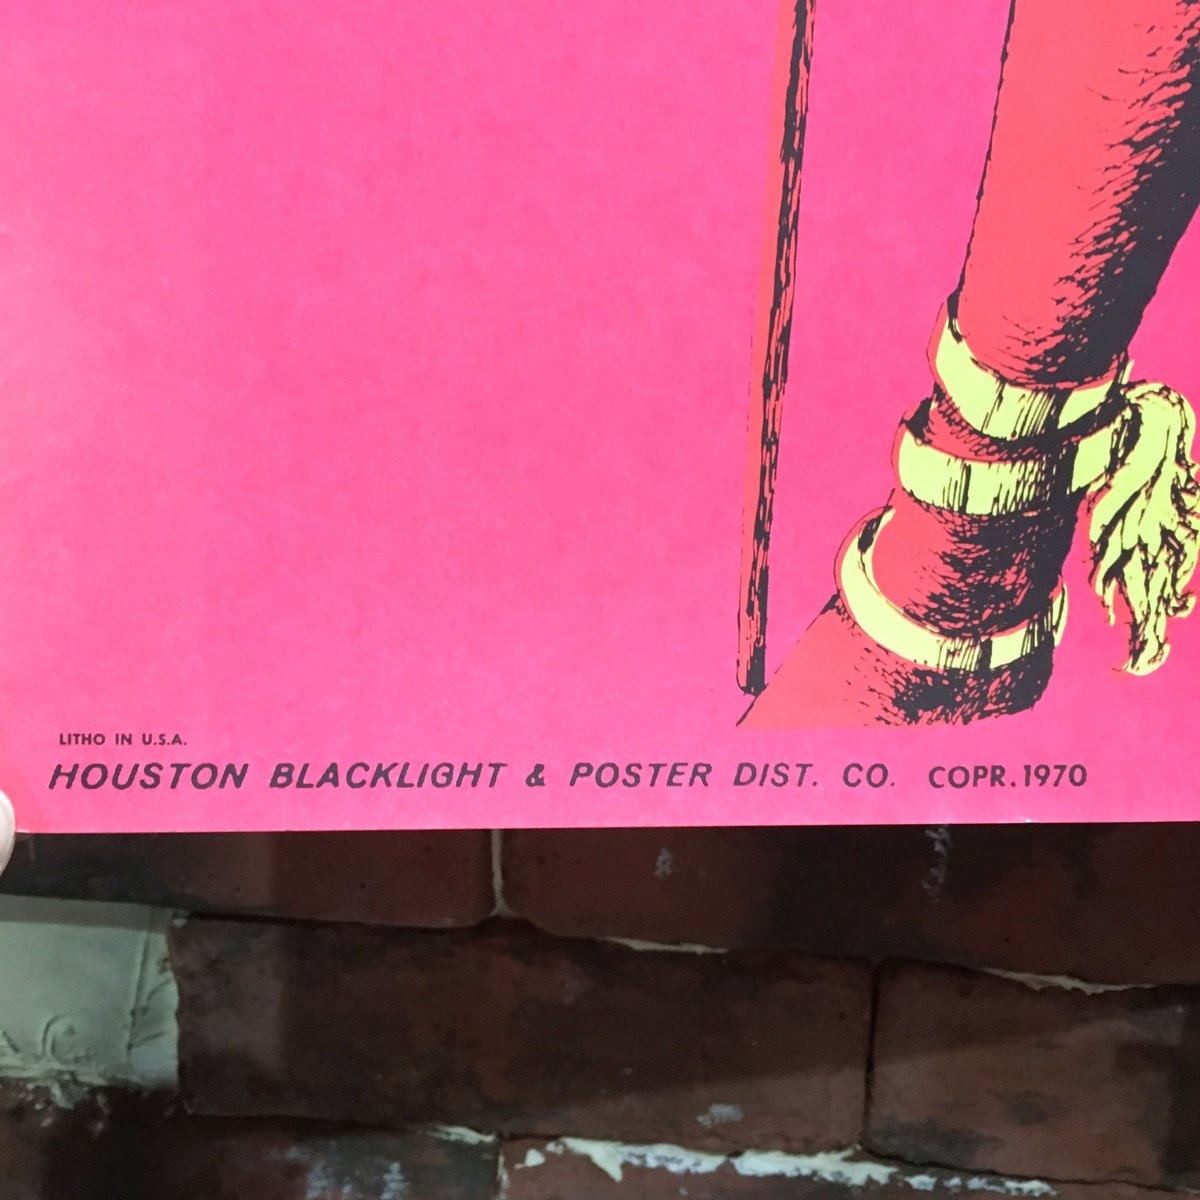 LITHO IN U.S.A.
HOUSTON BLACKLIGHT & POSTER DIST. CO. COPR. 1970